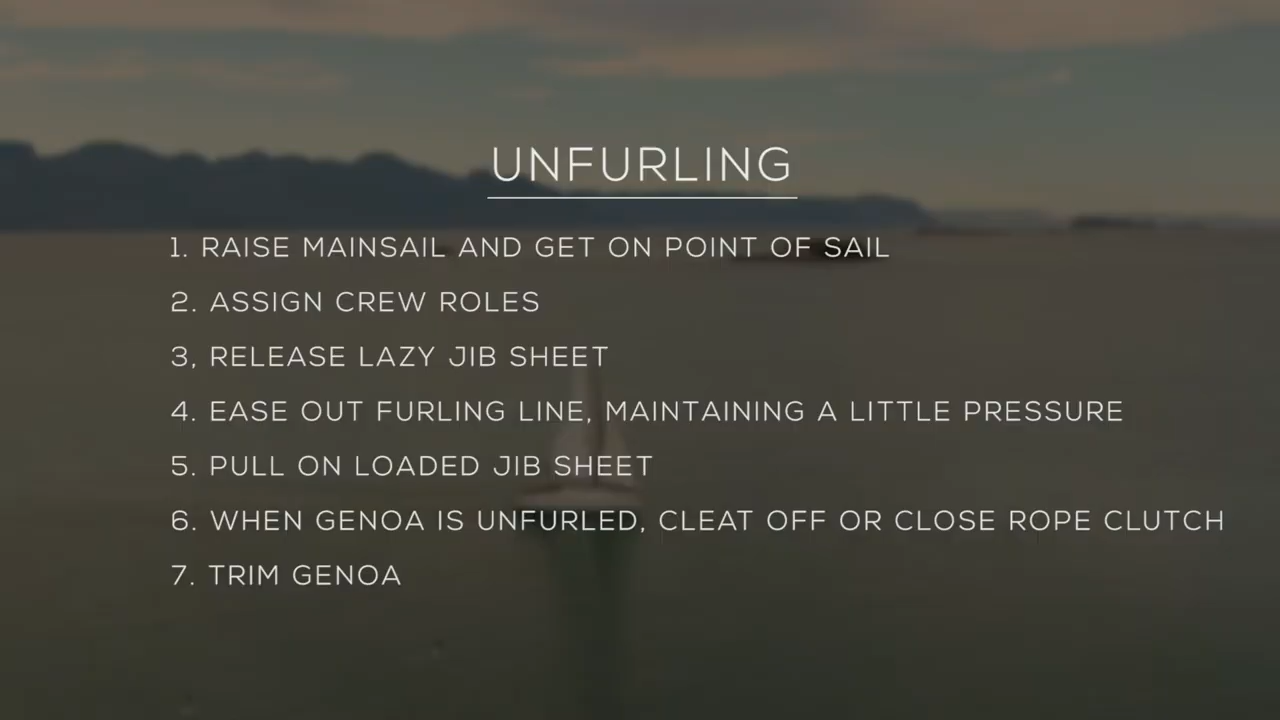 UNFURLING
1. RAISE MAINSAIL AND GET ON POINT OF SAIL
2. ASSIGN CREW ROLES
3, RELEASE LAZY JIB SHEET
4. EASE OUT FURLING LINE, MAINTAINING A LITTLE PRESSURE
5. PULL ON LOADED JIB SHEET
6. WHEN GENOA IS UNFURLED, CLEAT OFF OR CLOSE ROPE CLUTCH
7. TRIM GENOA